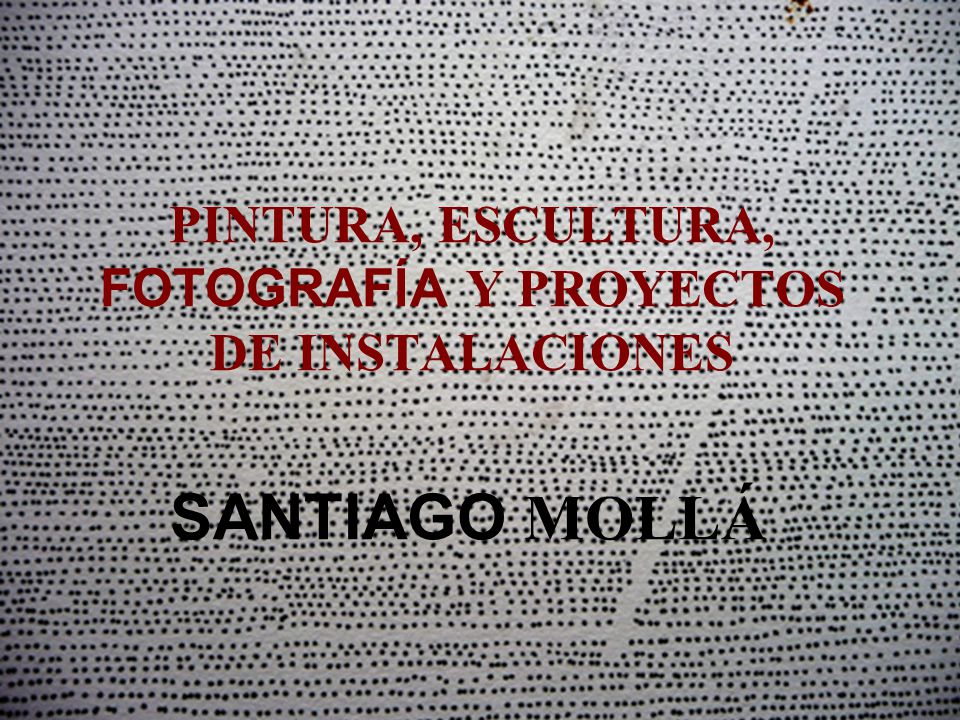 PINTURA, ESCULTURA,
FOTOGRAFÍA Y PROYECTOS
DE INSTALACIONES
SANTIAGO MOLLÁ